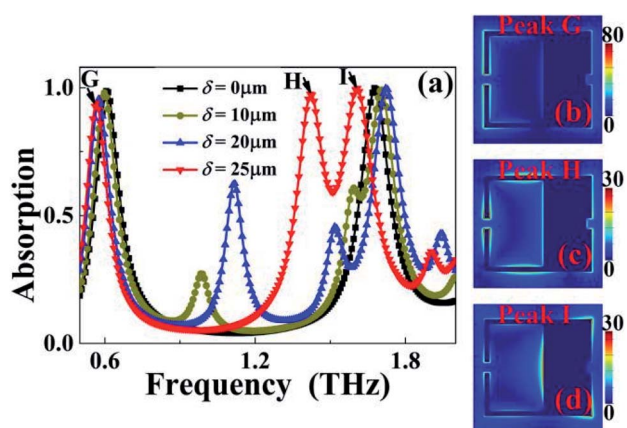 G
H
I
(a)
δ = 0μm
δ = 10μm
δ = 20μm
δ = 25μm
1.0
0.5
0.0
Absorption
0.6
1.2
1.8
Frequency (THz)
Peak G
80
0
(b)
Peak H
30
0
(c)
Peak I
30
0
(d)